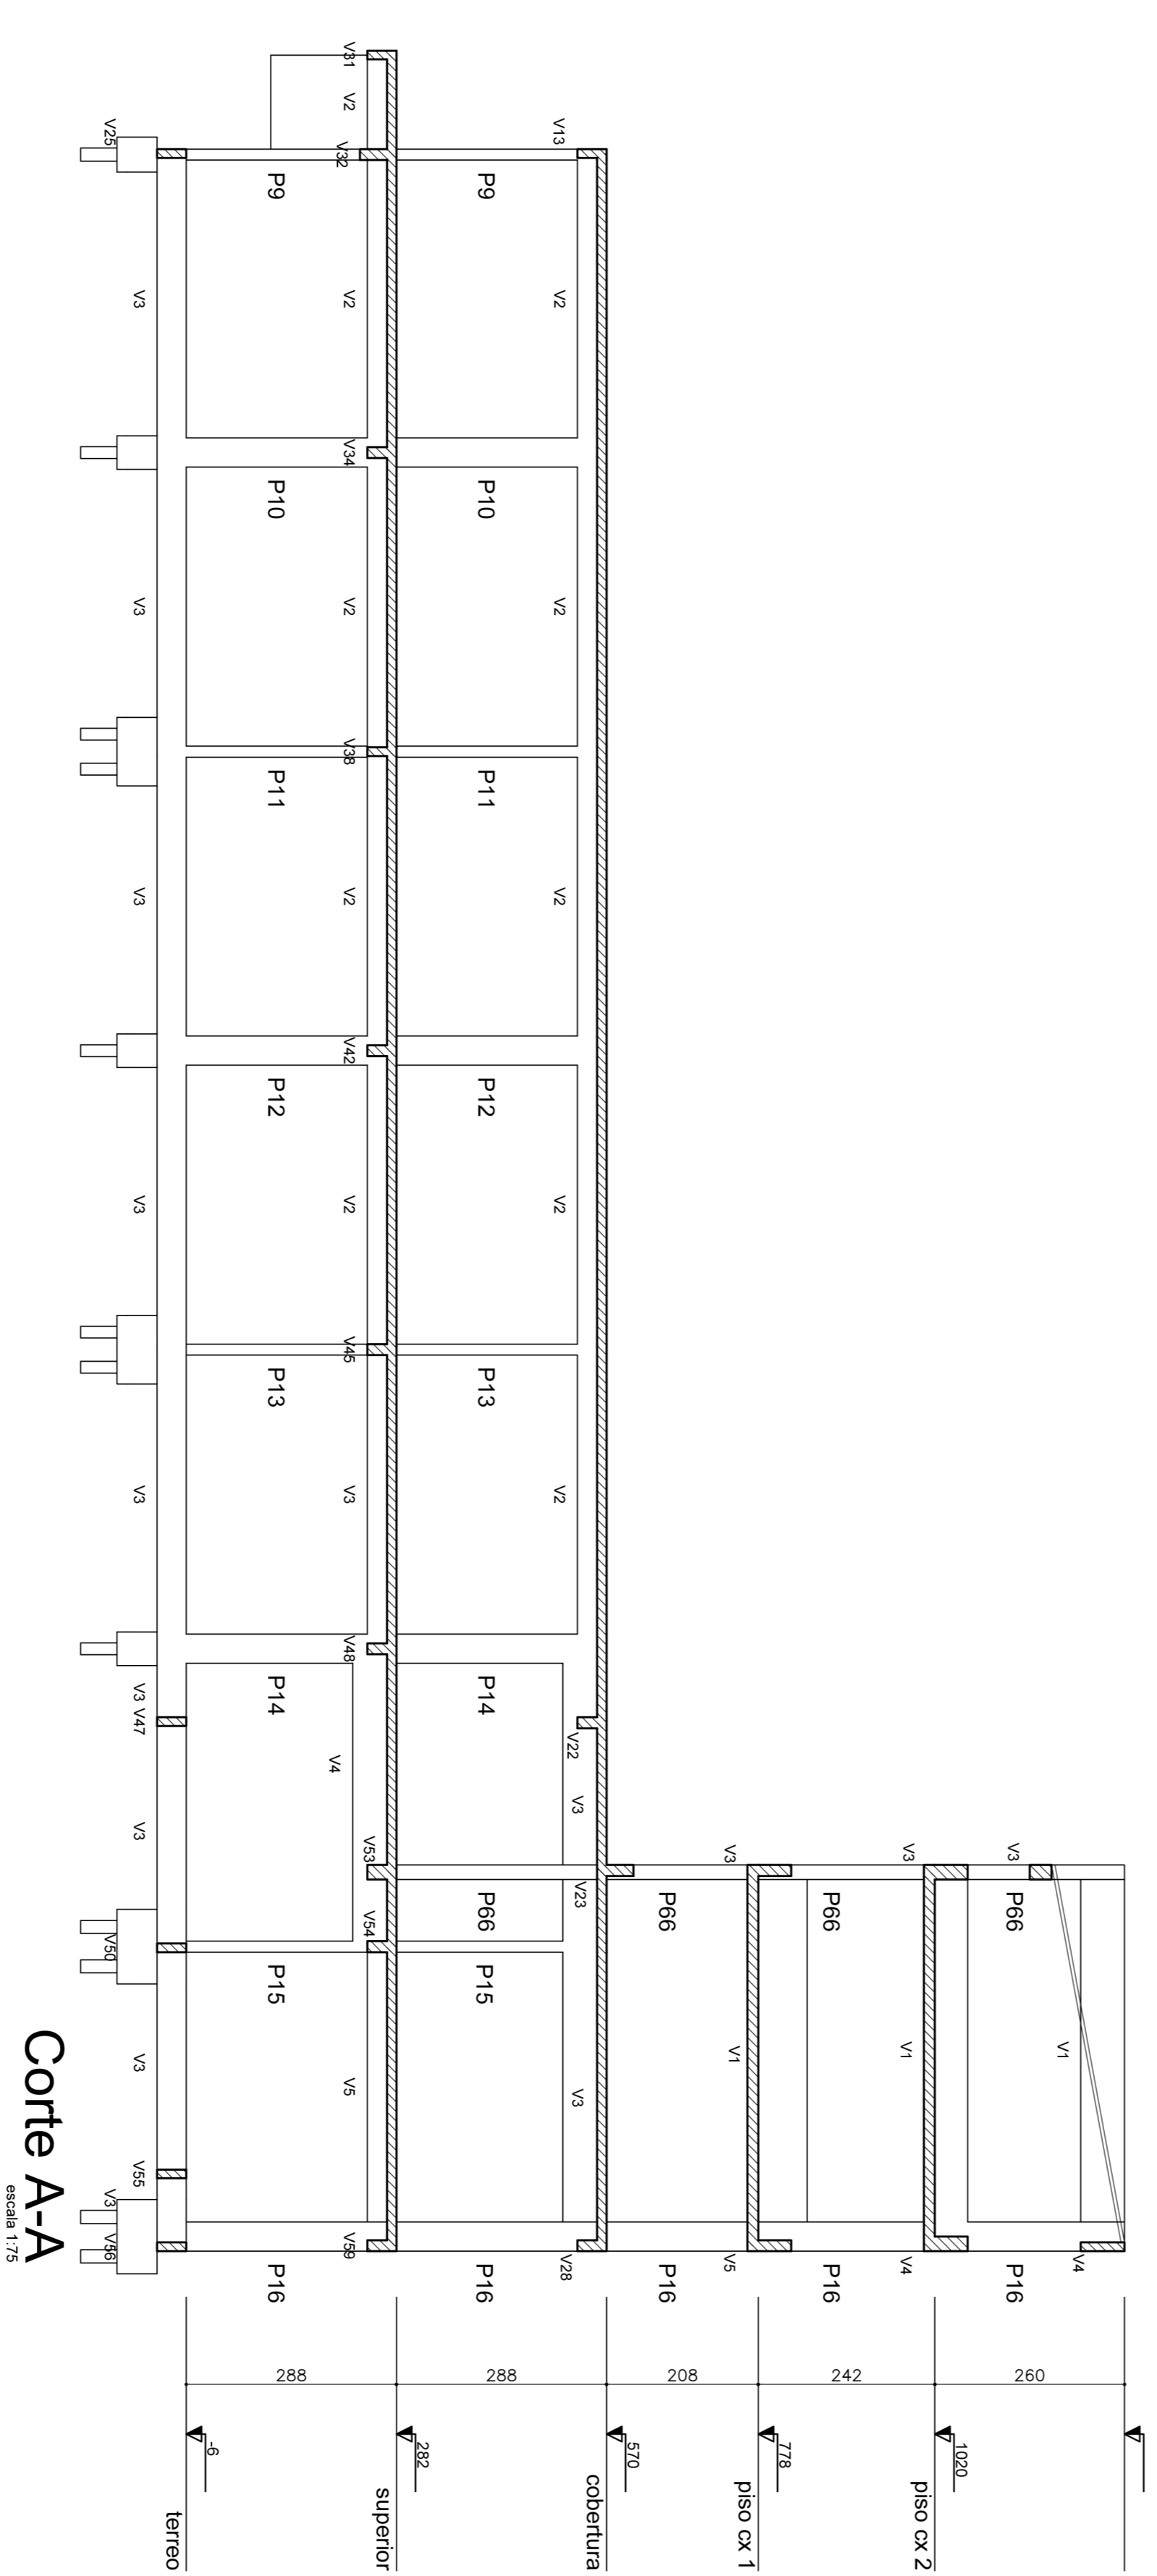 V1 V4
V3 P66 P16 260
1020
piso cx 2
V3 V1 V4
P66 P16 242
778
piso cx 1
V3 V1 V5
P66 P16 208
570
cobertura
V13 V2 V2 V2 V2 V2 V22 V3 V23 V3 V28
P9 P10 P11 P12 P13 P14 P66 P15 P16 288
282
superior
V31 V2 V32 V2 V34 V2 V38 V2 V42 V2 V45 V3 V48 V4 V53 V54 V5 V59
P9 P10 P11 P12 P13 P14 P15 P16 288
-6
terreo
V25 V3 V3 V3 V3 V3 V3 V47 V3 V50 V3 V55 V3 V56
Corte A-A
escala 1:75